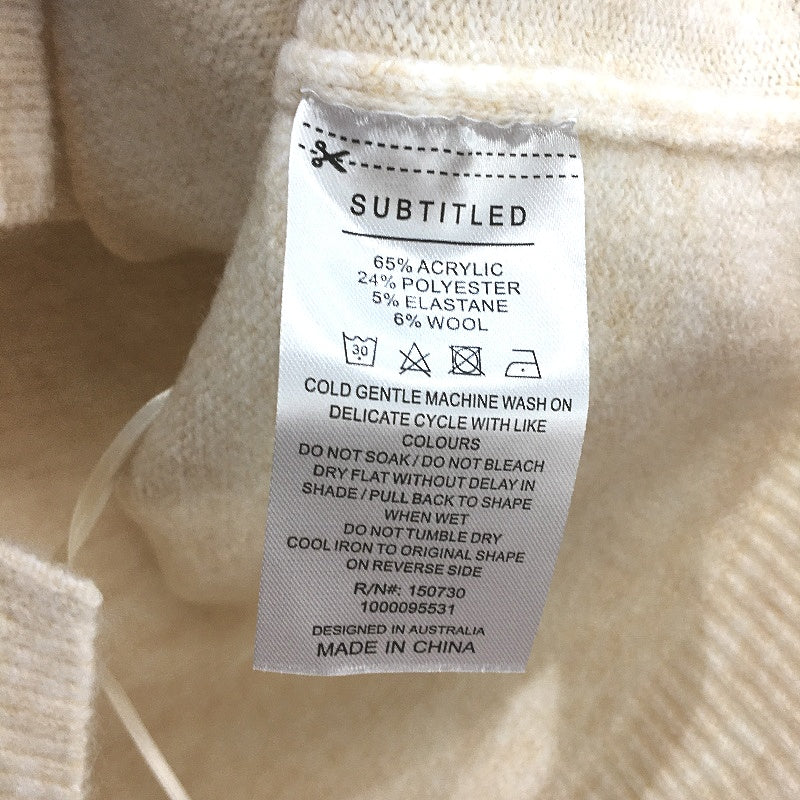 SUBTITLED
65% ACRYLIC
24% POLYESTER
5% ELASTANE
6% WOOL
30
COLD GENTLE MACHINE WASH ON
DELICATE CYCLE WITH LIKE
COLOURS
DO NOT SOAK / DO NOT BLEACH
DRY FLAT WITHOUT DELAY IN
SHADE / PULL BACK TO SHAPE
WHEN WET
DO NOT TUMBLE DRY
COOL IRON TO ORIGINAL SHAPE
ON REVERSE SIDE
R/N#: 150730
1000095531
DESIGNED IN AUSTRALIA
MADE IN CHINA